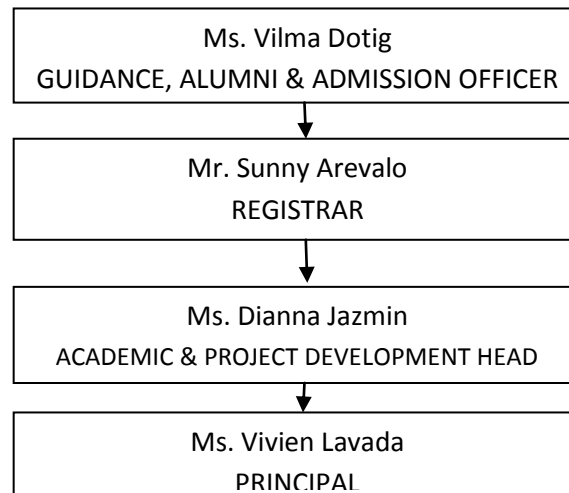 Ms. Vilma Dotig
GUIDANCE, ALUMNI & ADMISSION OFFICER
Mr. Sunny Arevalo
REGISTRAR
Ms. Dianna Jazmin
ACADEMIC & PROJECT DEVELOPMENT HEAD
Ms. Vivien Lavada
PRINCIPAL